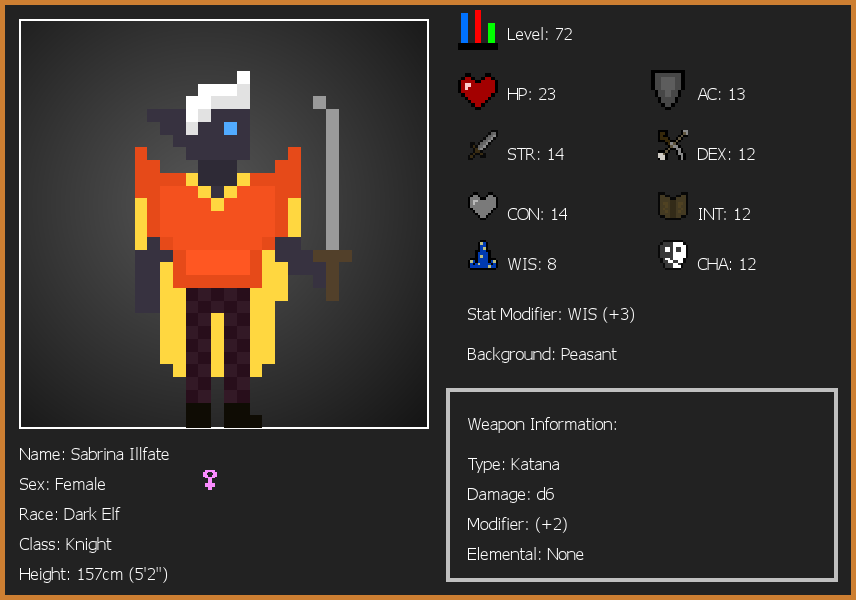 Level: 72
HP: 23
AC: 13
STR: 14
DEX: 12
CON: 14
INT: 12
WIS: 8
CHA: 12
Stat Modifier: WIS (+3)
Background: Peasant
Weapon Information:
Type: Katana
Damage: d6
Modifier: (+2)
Elemental: None
Name: Sabrina Illfate
Sex: Female
Race: Dark Elf
Class: Knight
Height: 157cm (5'2")